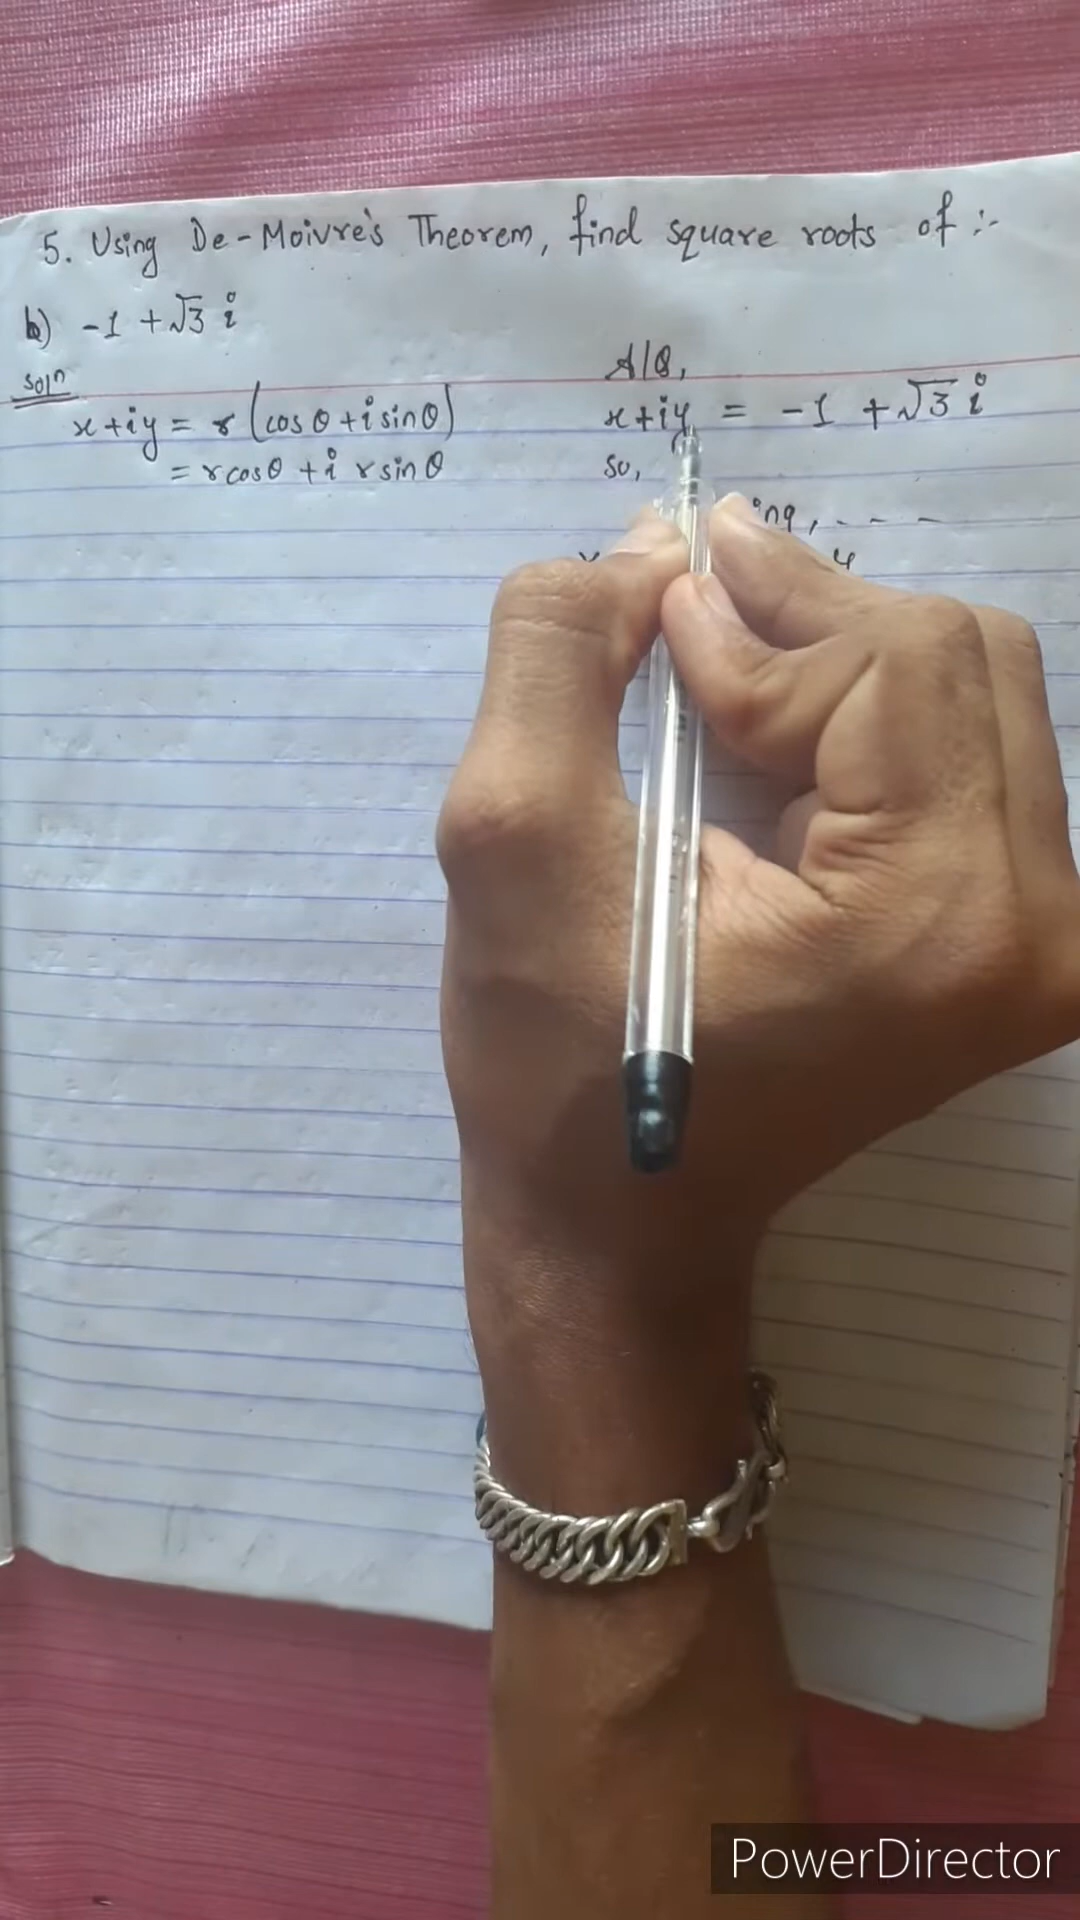 5. Using De-Moivre's Theorem, find square roots of :-
b) -1 + √3 i
Solⁿ
x+iy = r (cos θ + i sin θ)
= r cos θ + i r sin θ
A/Q,
x+iy = -1 + √3 i
so,
ing, - - -
y
PowerDirector